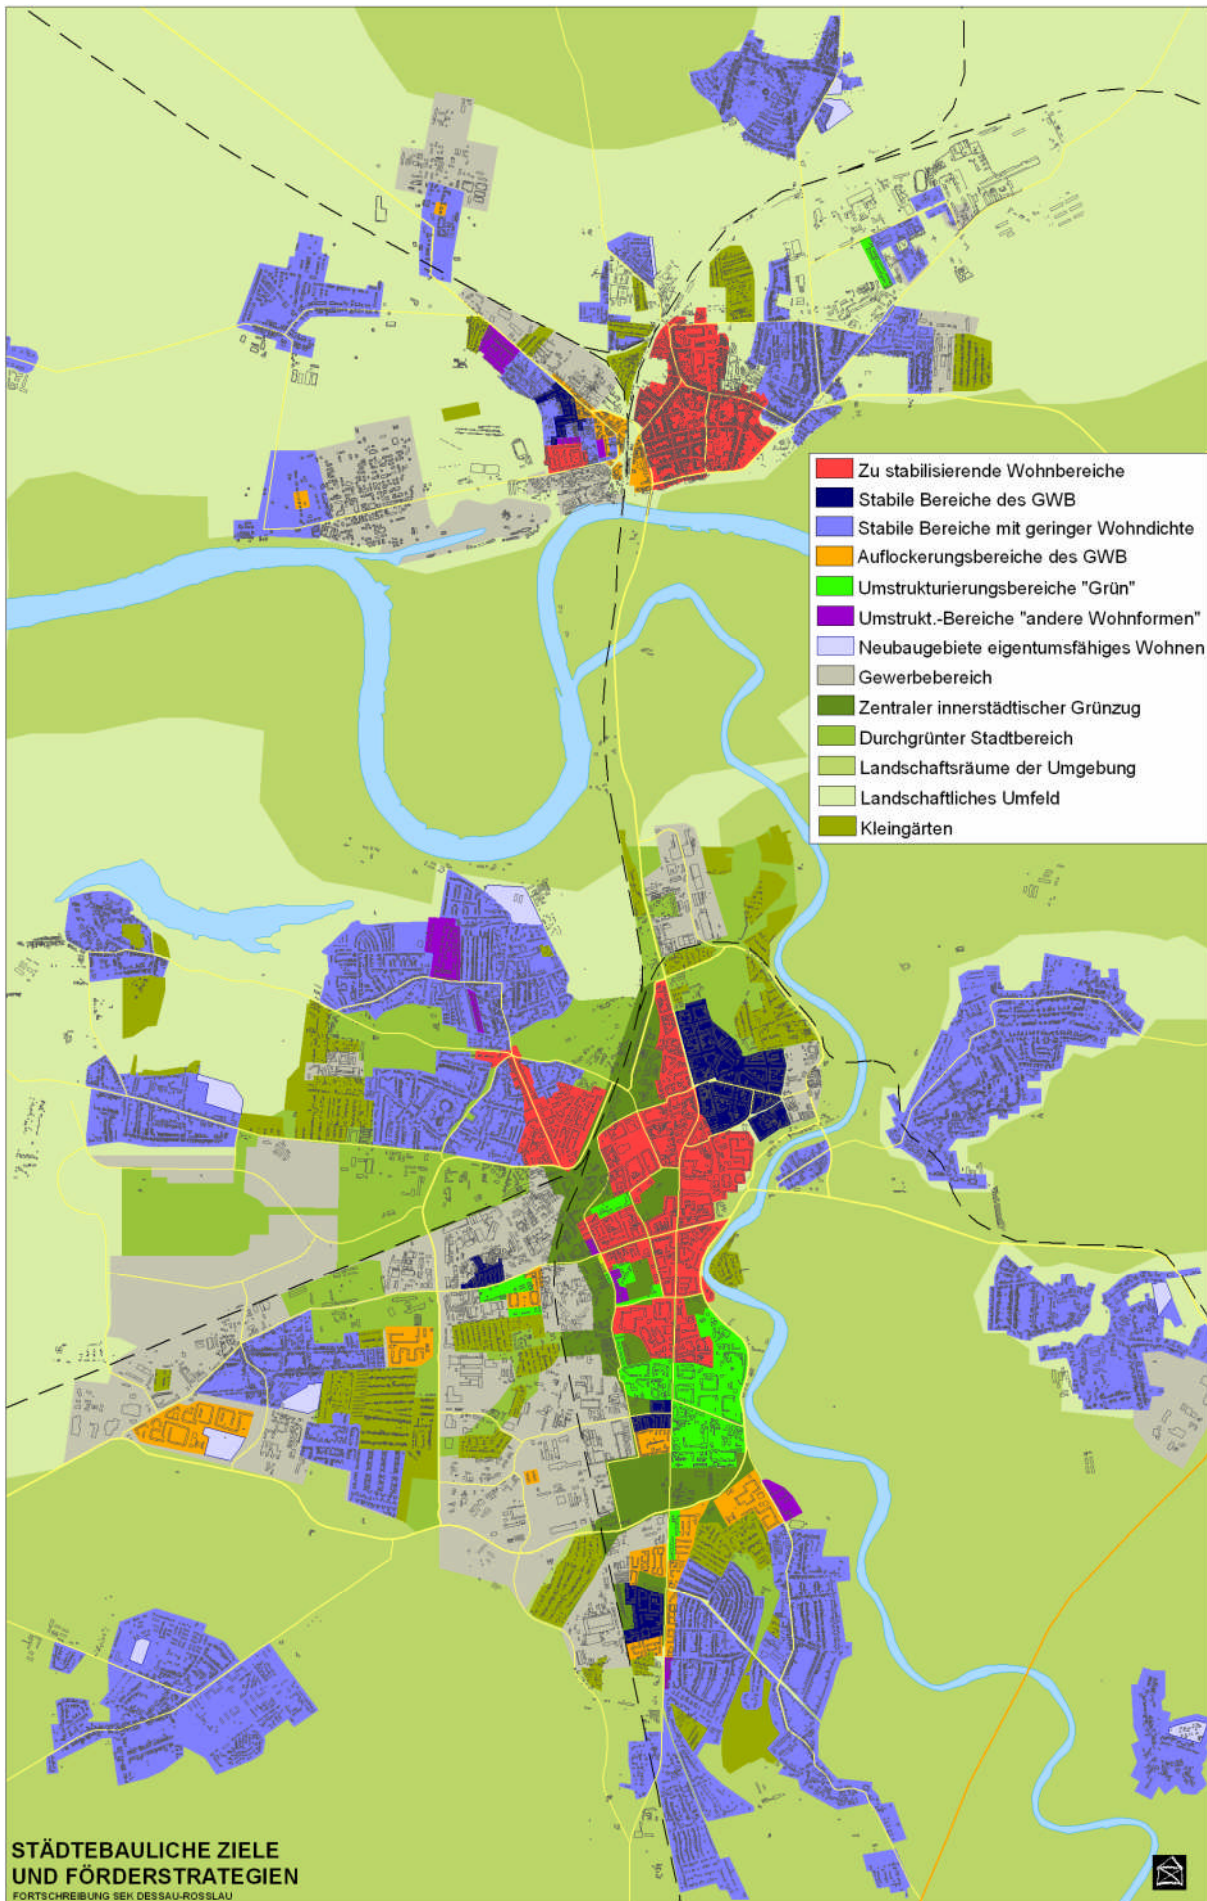 Zu stabilisierende Wohnbereiche
Stabile Bereiche des GWB
Stabile Bereiche mit geringer Wohndichte
Auflockerungsbereiche des GWB
Umstrukturierungsbereiche "Grün"
Umstrukt.-Bereiche "andere Wohnformen"
Neubaugebiete eigentumsfähiges Wohnen
Gewerbebereich
Zentraler innerstädtischer Grünzug
Durchgrünter Stadtbereich
Landschaftsräume der Umgebung
Landschaftliches Umfeld
Kleingärten
STÄDTEBAULICHE ZIELE
UND FÖRDERSTRATEGIEN
FORTSCHREIBUNG SEK DESSAU-ROSSLAU